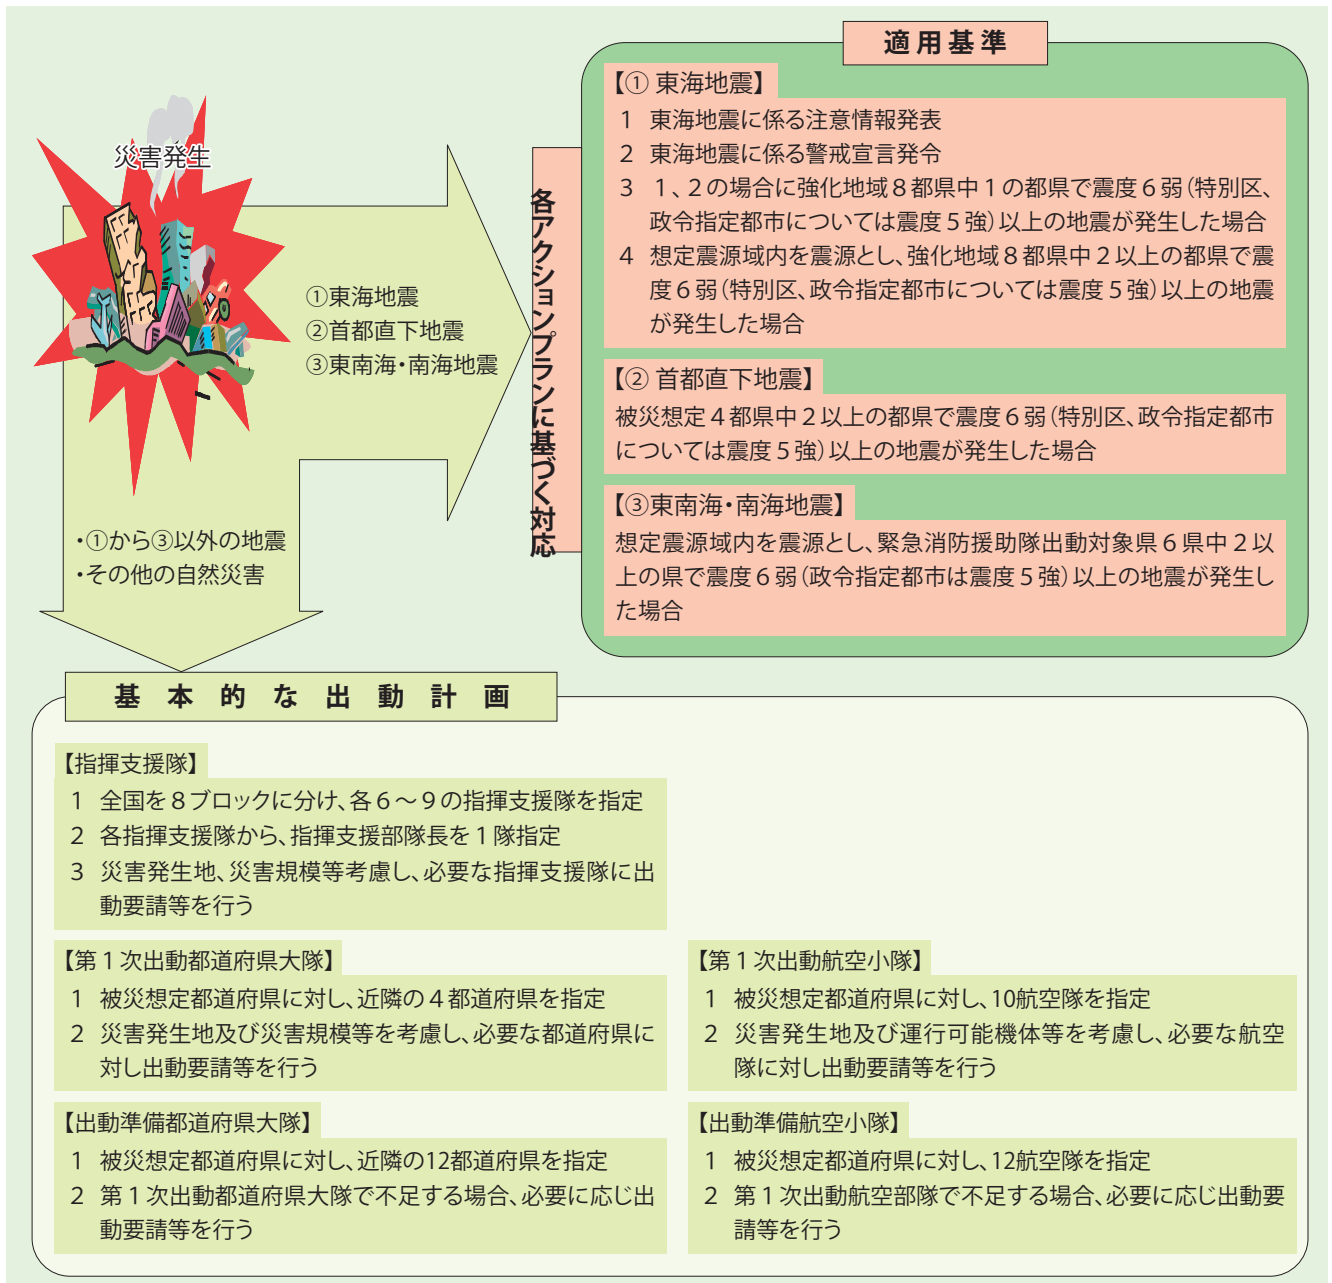 災害発生
①東海地震
②首都直下地震
③東南海・南海地震
・①から③以外の地震
・その他の自然災害
各アクションプランに基づく対応
適用基準
【① 東海地震】
1 東海地震に係る注意情報発表
2 東海地震に係る警戒宣言発令
3 1、2の場合に強化地域8都県中1の都県で震度6弱(特別区、
政令指定都市については震度5強)以上の地震が発生した場合
4 想定震源域内を震源とし、強化地域8都県中2以上の都県で震
度6弱(特別区、政令指定都市については震度5強)以上の地震
が発生した場合
【② 首都直下地震】
被災想定4都県中2以上の都県で震度6弱(特別区、政令指定都市
については震度5強)以上の地震が発生した場合
【③東南海・南海地震】
想定震源域内を震源とし、緊急消防援助隊出動対象県6県中2以
上の県で震度6弱(政令指定都市は震度5強)以上の地震が発生し
た場合
基本的な出動計画
【指揮支援隊】
1 全国を8ブロックに分け、各6~9の指揮支援隊を指定
2 各指揮支援隊から、指揮支援部隊長を1隊指定
3 災害発生地、災害規模等考慮し、必要な指揮支援隊に出
動要請等を行う
【第1次出動都道府県大隊】
1 被災想定都道府県に対し、近隣の4都道府県を指定
2 災害発生地及び災害規模等を考慮し、必要な都道府県に
対し出動要請等を行う
【出動準備都道府県大隊】
1 被災想定都道府県に対し、近隣の12都道府県を指定
2 第1次出動都道府県大隊で不足する場合、必要に応じ出
動要請等を行う
【第1次出動航空小隊】
1 被災想定都道府県に対し、10航空隊を指定
2 災害発生地及び運行可能機体等を考慮し、必要な航空
隊に対し出動要請等を行う
【出動準備航空小隊】
1 被災想定都道府県に対し、12航空隊を指定
2 第1次出動航空部隊で不足する場合、必要に応じ出動要
請等を行う